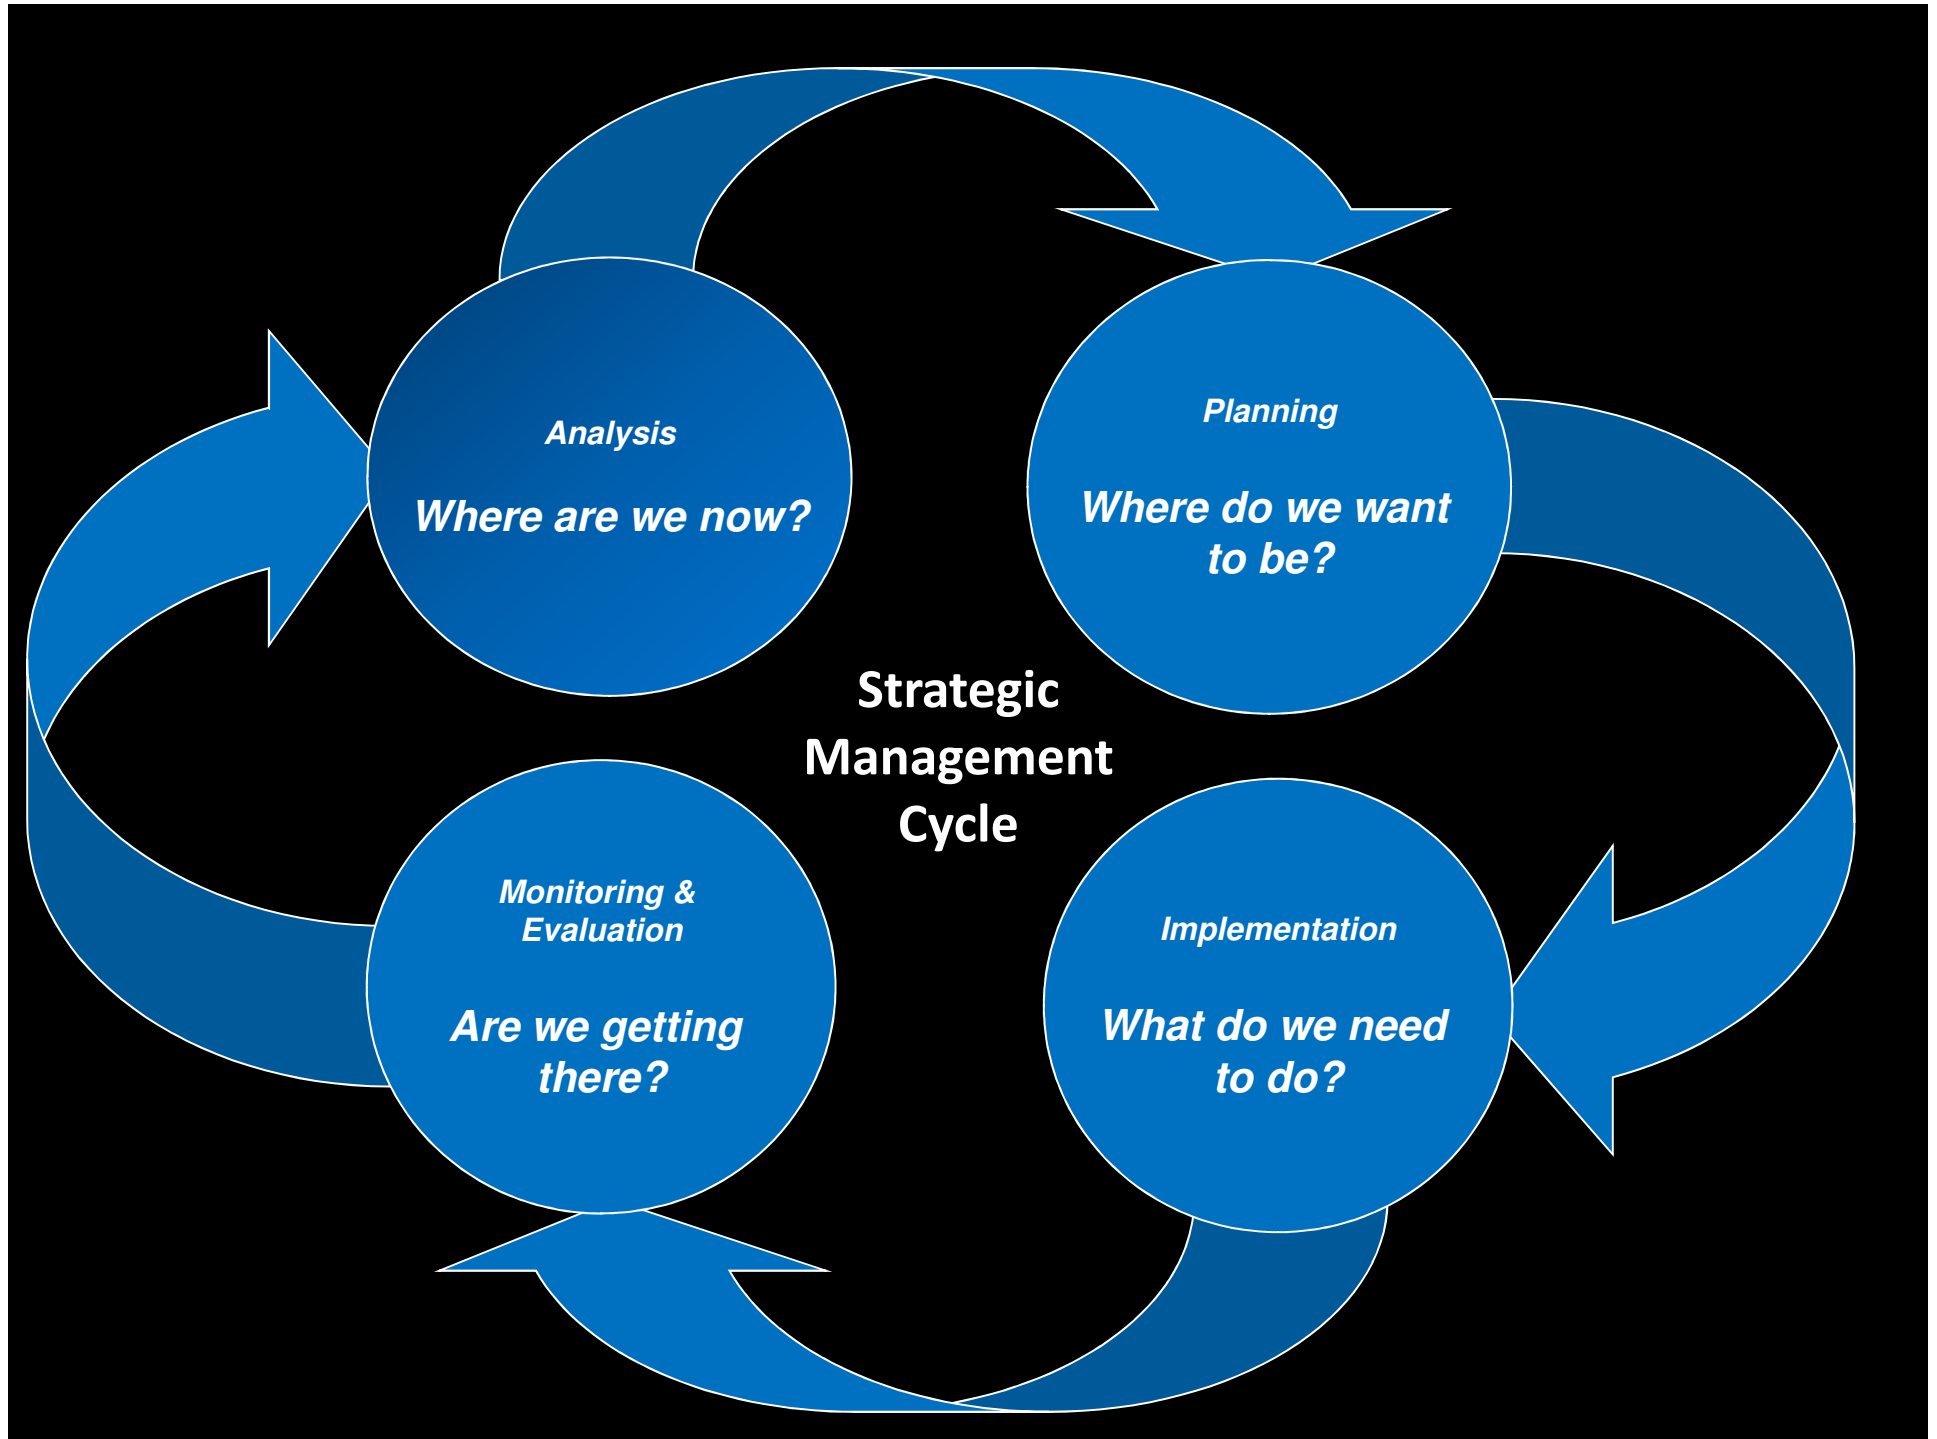 Analysis
Where are we now?
Planning
Where do we want
to be?
Strategic
Management
Cycle
Monitoring &
Evaluation
Are we getting
there?
Implementation
What do we need
to do?